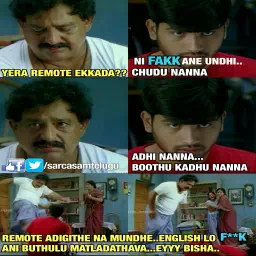 YERA REMOTE EKKADA??
NI FAKK ANE UNDHI..
CHUDU NANNA
/sarcasamtelugu
ADHI NANNA...
BOOTHU KADHU NANNA
REMOTE ADIGITHE NA MUNDHE..ENGLISH LO F**K
ANI BUTHULU MATLADATHAVA...EYYY BISHA..